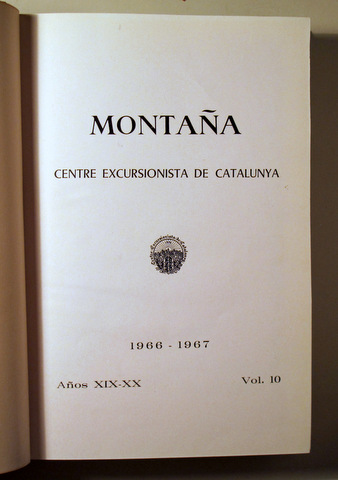 MONTAÑA
CENTRE EXCURSIONISTA DE CATALUNYA
1966 - 1967
Años XIX-XX Vol. 10